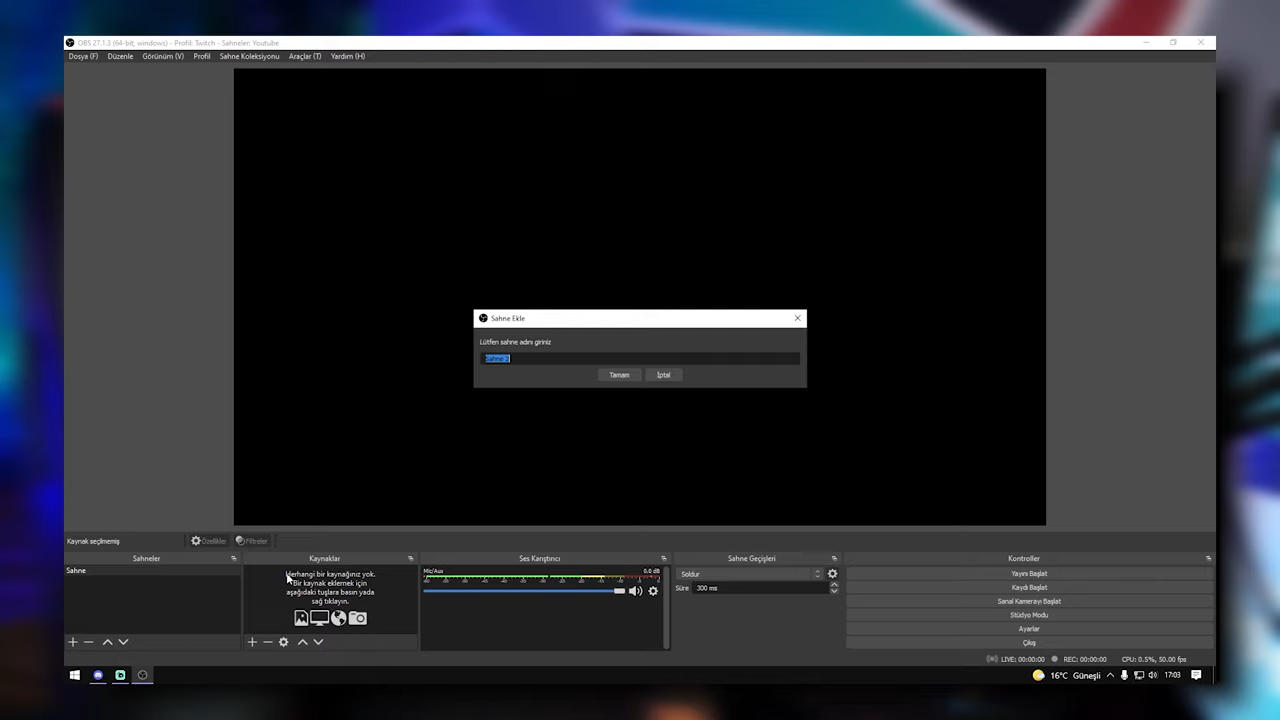 OBS 27.1.3 (64-bit, windows) - Profil: Twitch - Sahneler: Youtube
Dosya (F) Düzenle Görünüm (V) Profil Sahne Koleksiyonu Araçlar (T) Yardım (H)
Sahne Ekle
Lütfen sahne adını giriniz
Sahne 2
Tamam İptal
Kaynak seçilmemiş Özellikler Filtreler
Sahneler Kaynaklar Ses Karıştırıcı Sahne Geçişleri Kontroller
Sahne
Herhangi bir kaynağınız yok.
Bir kaynak eklemek için
aşağıdaki tuşlara basın yada
sağ tıklayın.
Mic/Aux 0.0 dB
Soldur
Süre 300 ms
Yayını Başlat
Kaydı Başlat
Sanal Kamerayı Başlat
Stüdyo Modu
Ayarlar
Çıkış
LIVE: 00:00:00 REC: 00:00:00 CPU: 0.5%, 50.00 fps
16°C Güneşli 17:03